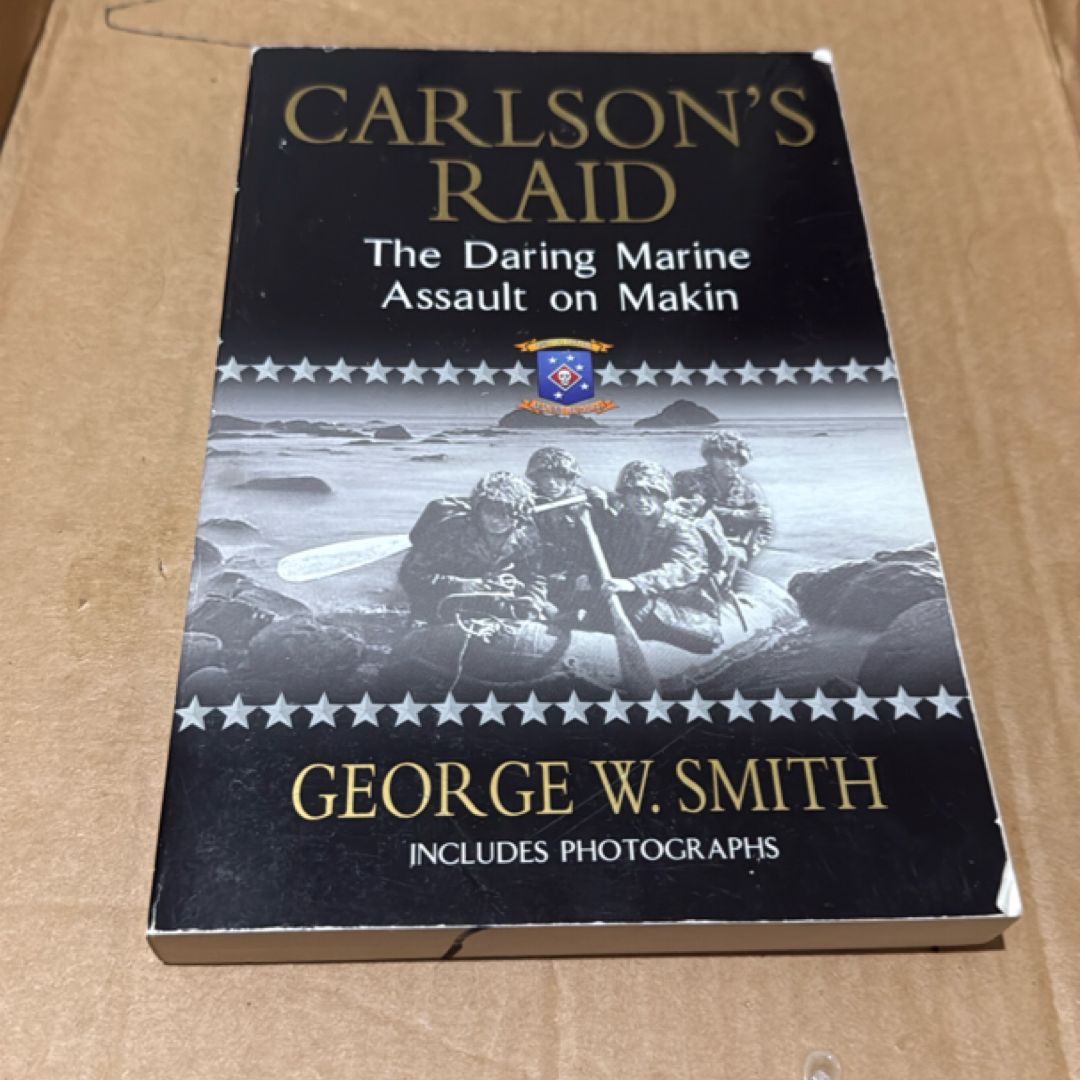 CARLSON'S
RAID
The Daring Marine
Assault on Makin
GEORGE W. SMITH
INCLUDES PHOTOGRAPHS